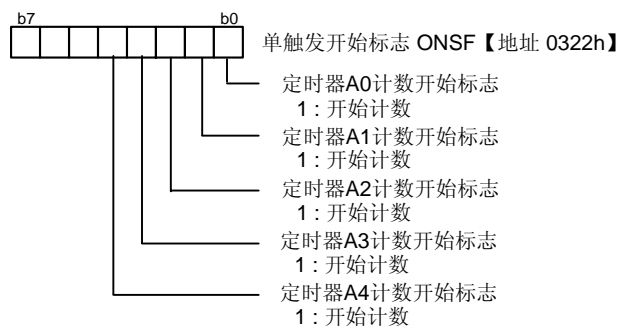 b7 b0
单触发开始标志 ONSF【地址 0322h】
定时器A0计数开始标志
1 : 开始计数
定时器A1计数开始标志
1 : 开始计数
定时器A2计数开始标志
1 : 开始计数
定时器A3计数开始标志
1 : 开始计数
定时器A4计数开始标志
1 : 开始计数